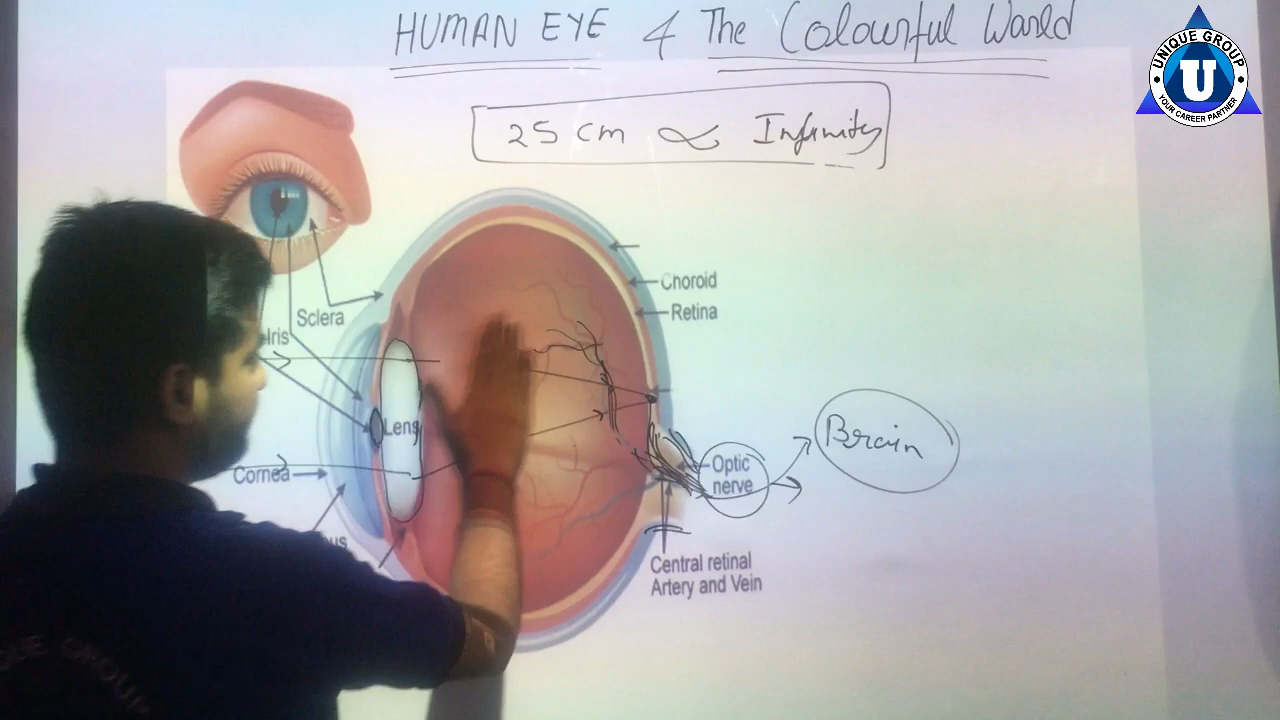 HUMAN EYE & The Colourful World
UNIQUE GROUP
U
YOUR CAREER PARTNER
25 cm ∝ Infinity
Choroid
Retina
Sclera
Iris
Lens
Cornea
Optic
nerve
Brain
Central retinal
Artery and Vein